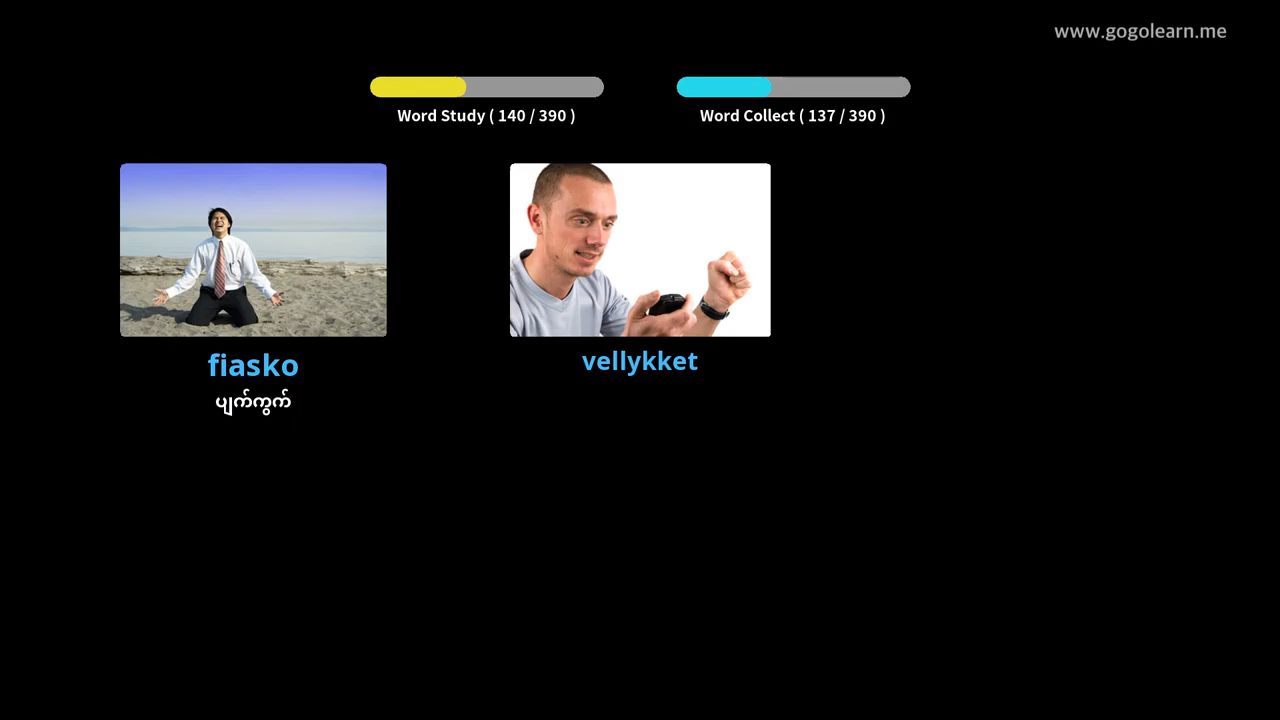 www.gogolearn.me
Word Study ( 140 / 390 )
Word Collect ( 137 / 390 )
fiasko
ပျက်ကွက်
vellykket